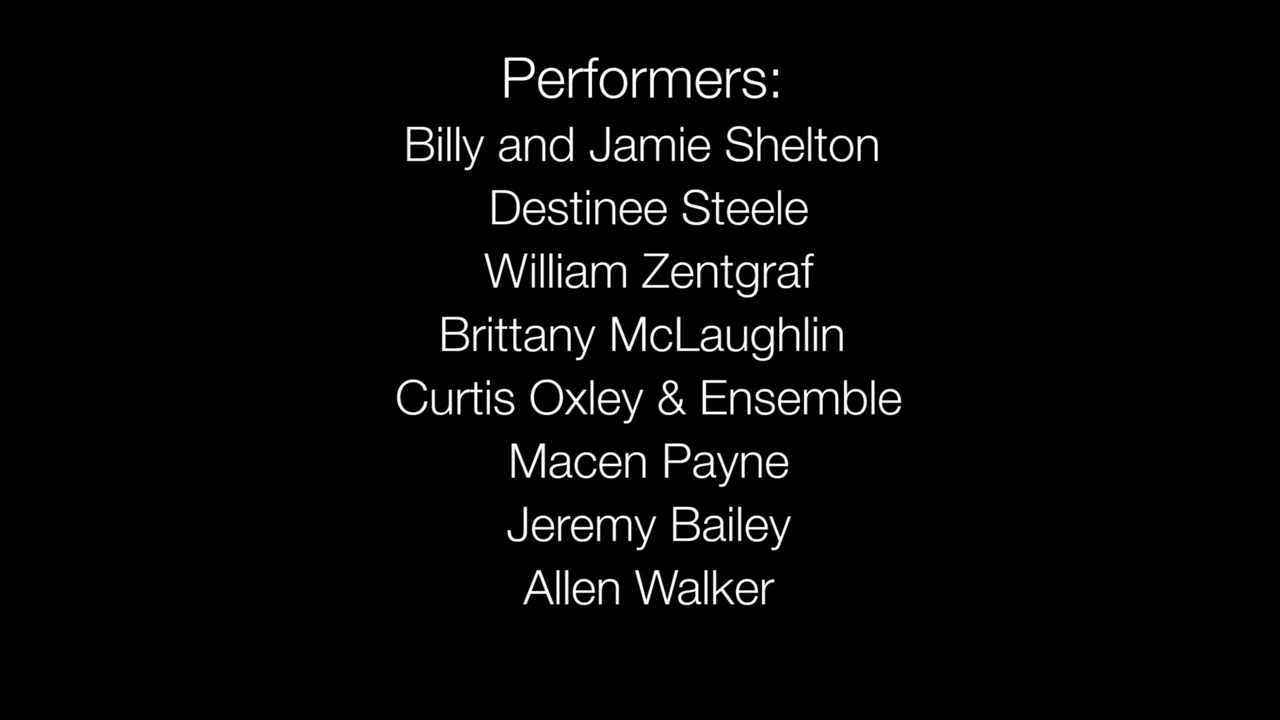 Performers:
Billy and Jamie Shelton
Destinee Steele
William Zentgraf
Brittany McLaughlin
Curtis Oxley & Ensemble
Macen Payne
Jeremy Bailey
Allen Walker